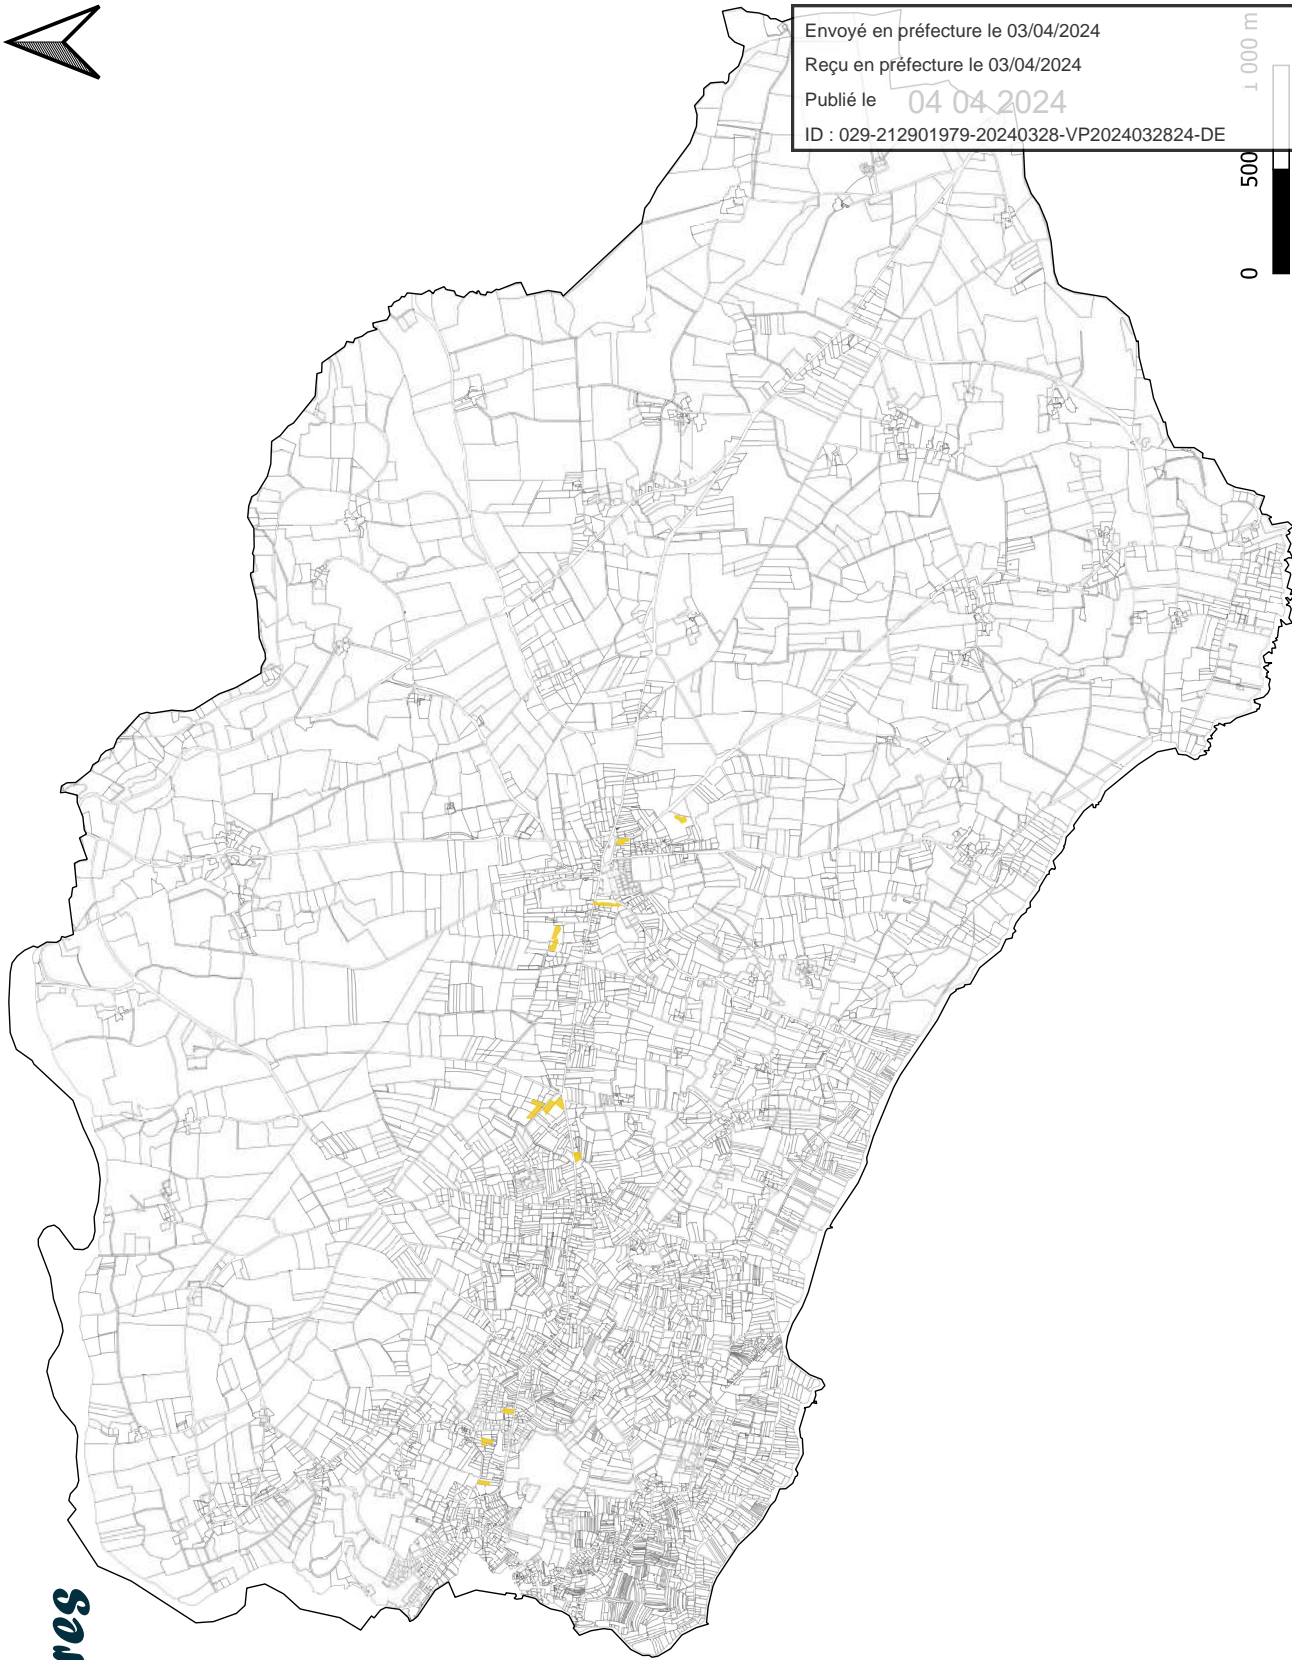 Envoyé en préfecture le 03/04/2024
Reçu en préfecture le 03/04/2024
Publié le 04 04 2024
ID : 029-212901979-20240328-VP2024032824-DE
0 500 1 000 m